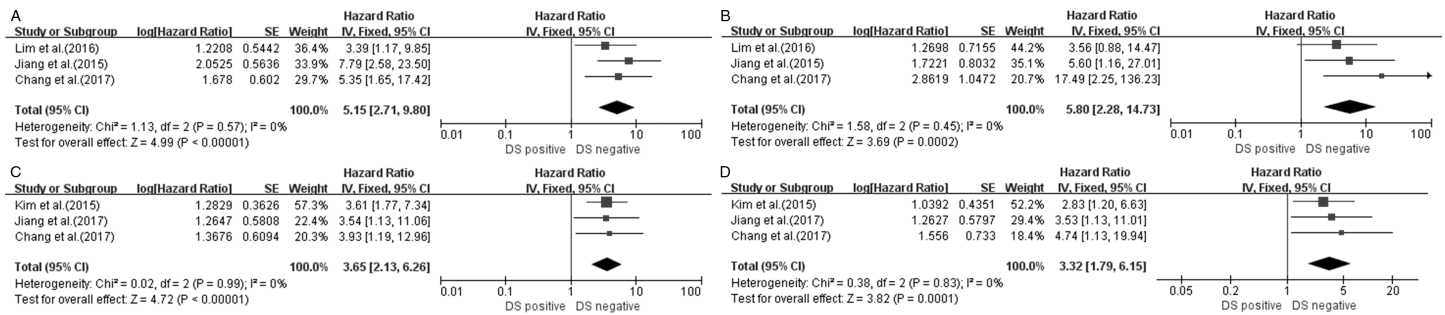 A
Hazard Ratio Hazard Ratio
Study or Subgroup log[Hazard Ratio] SE Weight IV, Fixed, 95% CI IV, Fixed, 95% CI
Lim et al.(2016) 1.2208 0.5442 36.4% 3.39 [1.17, 9.85]
Jiang et al.(2015) 2.0525 0.5636 33.9% 7.79 [2.58, 23.50]
Chang et al.(2017) 1.678 0.602 29.7% 5.35 [1.65, 17.42]
Total (95% CI) 100.0% 5.15 [2.71, 9.80]
Heterogeneity: Chi² = 1.13, df = 2 (P = 0.57); I² = 0%
Test for overall effect: Z = 4.99 (P < 0.00001)
0.01 0.1 1 10 100
DS positive DS negative
B
Hazard Ratio Hazard Ratio
Study or Subgroup log[Hazard Ratio] SE Weight IV, Fixed, 95% CI IV, Fixed, 95% CI
Lim et al.(2016) 1.2698 0.7155 44.2% 3.56 [0.88, 14.47]
Jiang et al.(2015) 1.7221 0.8032 35.1% 5.60 [1.16, 27.01]
Chang et al.(2017) 2.8619 1.0472 20.7% 17.49 [2.25, 136.23]
Total (95% CI) 100.0% 5.80 [2.28, 14.73]
Heterogeneity: Chi² = 1.58, df = 2 (P = 0.45); I² = 0%
Test for overall effect: Z = 3.69 (P = 0.0002)
0.01 0.1 1 10 100
DS positive DS negative
C
Hazard Ratio Hazard Ratio
Study or Subgroup log[Hazard Ratio] SE Weight IV, Fixed, 95% CI IV, Fixed, 95% CI
Kim et al.(2015) 1.2829 0.3626 57.3% 3.61 [1.77, 7.34]
Jiang et al.(2017) 1.2647 0.5808 22.4% 3.54 [1.13, 11.06]
Chang et al.(2017) 1.3676 0.6094 20.3% 3.93 [1.19, 12.96]
Total (95% CI) 100.0% 3.65 [2.13, 6.26]
Heterogeneity: Chi² = 0.02, df = 2 (P = 0.99); I² = 0%
Test for overall effect: Z = 4.72 (P < 0.00001)
0.01 0.1 1 10 100
DS positive DS negative
D
Hazard Ratio Hazard Ratio
Study or Subgroup log[Hazard Ratio] SE Weight IV, Fixed, 95% CI IV, Fixed, 95% CI
Kim et al.(2015) 1.0392 0.4351 52.2% 2.83 [1.20, 6.63]
Jiang et al.(2017) 1.2627 0.5797 29.4% 3.53 [1.13, 11.01]
Chang et al.(2017) 1.556 0.733 18.4% 4.74 [1.13, 19.94]
Total (95% CI) 100.0% 3.32 [1.79, 6.15]
Heterogeneity: Chi² = 0.38, df = 2 (P = 0.83); I² = 0%
Test for overall effect: Z = 3.82 (P = 0.0001)
0.05 0.2 1 5 20
DS positive DS negative